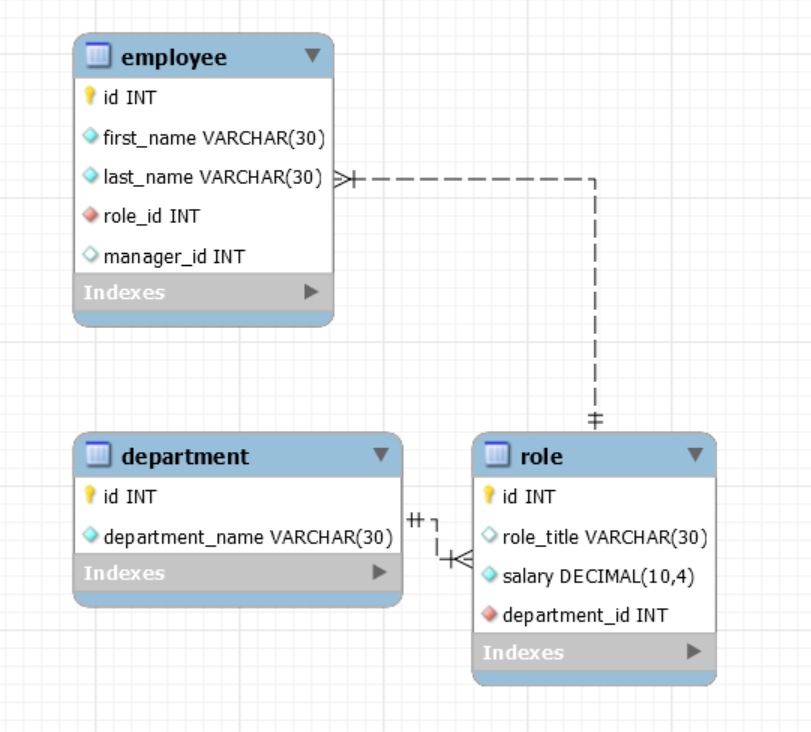 employee
id INT
first_name VARCHAR(30)
last_name VARCHAR(30)
role_id INT
manager_id INT
Indexes
department
id INT
department_name VARCHAR(30)
Indexes
role
id INT
role_title VARCHAR(30)
salary DECIMAL(10,4)
department_id INT
Indexes